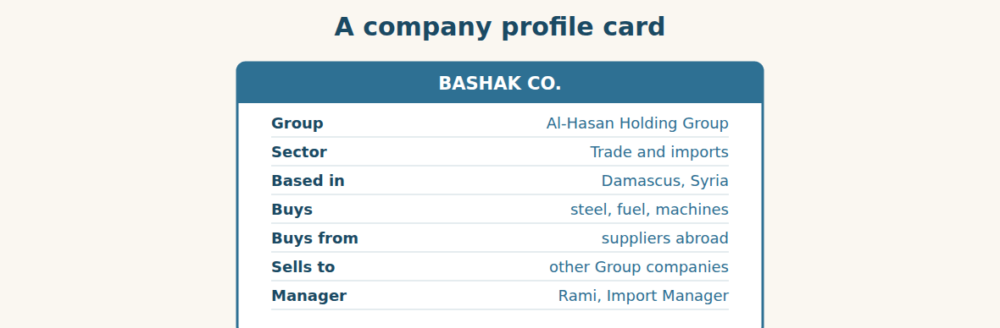 A company profile card
BASHAK CO.
Group Al-Hasan Holding Group
Sector Trade and imports
Based in Damascus, Syria
Buys steel, fuel, machines
Buys from suppliers abroad
Sells to other Group companies
Manager Rami, Import Manager